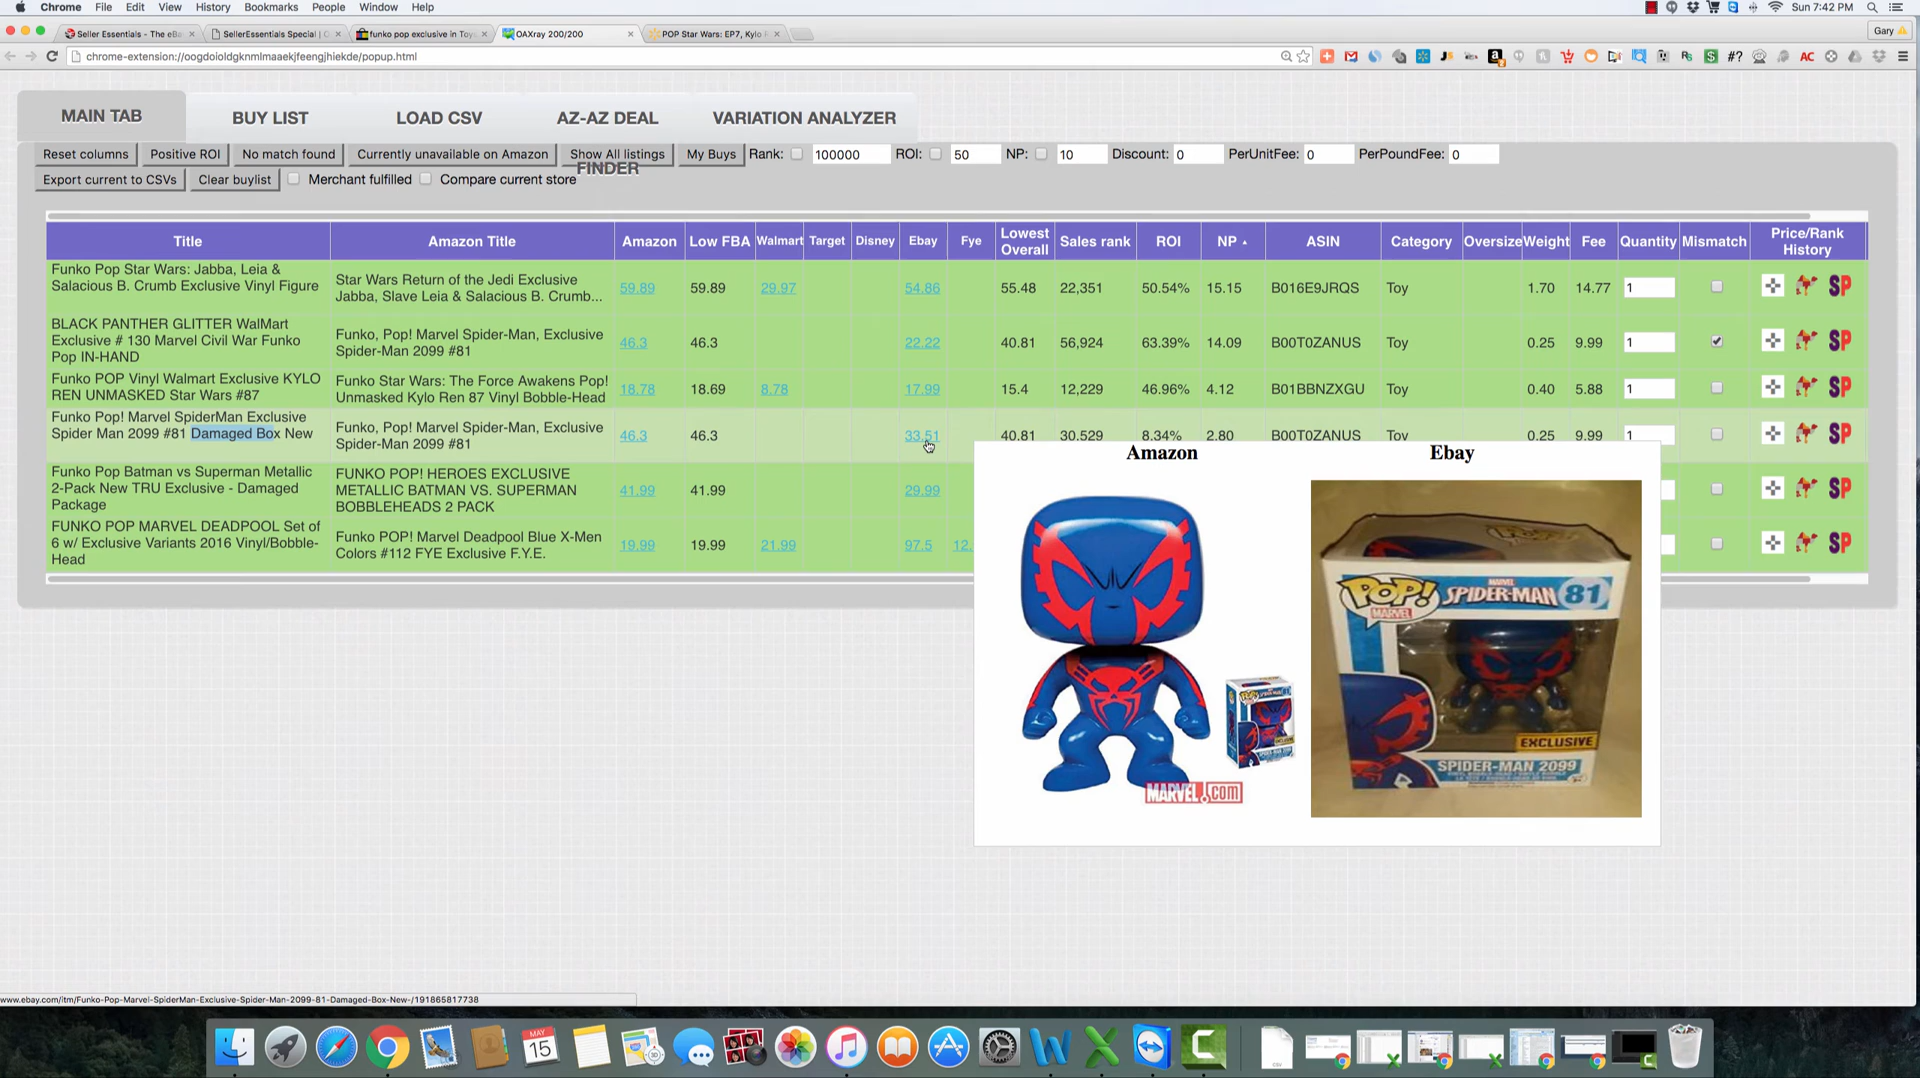 Chrome File Edit View History Bookmarks People Window Help
Sun 7:42 PM
Seller Essentials - The eBa
SellerEssentials Special | O
funko pop exclusive in Toys
OAXray 200/200
POP Star Wars: EP7, Kylo R
Gary
chrome-extension://oogdoioldgknmlmaaekjfeengjhiekde/popup.html
MAIN TAB
BUY LIST
LOAD CSV
AZ-AZ DEAL
FINDER
VARIATION ANALYZER
Reset columns Positive ROI No match found Currently unavailable on Amazon Show All listings My Buys Rank: 100000 ROI: 50 NP: 10 Discount: 0 PerUnitFee: 0 PerPoundFee: 0
Export current to CSVs Clear buylist Merchant fulfilled Compare current store
Title Amazon Title Amazon Low FBA Walmart Target Disney Ebay Fye Lowest Overall Sales rank ROI NP ASIN Category Oversize Weight Fee Quantity Mismatch Price/Rank History
Funko Pop Star Wars: Jabba, Leia &
Salacious B. Crumb Exclusive Vinyl Figure
Star Wars Return of the Jedi Exclusive
Jabba, Slave Leia & Salacious B. Crumb...
59.89 59.89 29.97 54.86 55.48 22,351 50.54% 15.15 B016E9JRQS Toy 1.70 14.77 1 SP
BLACK PANTHER GLITTER WalMart
Exclusive # 130 Marvel Civil War Funko
Pop IN-HAND
Funko, Pop! Marvel Spider-Man, Exclusive
Spider-Man 2099 #81
46.3 46.3 22.22 40.81 56,924 63.39% 14.09 B00T0ZANUS Toy 0.25 9.99 1 SP
Funko POP Vinyl Walmart Exclusive KYLO
REN UNMASKED Star Wars #87
Funko Star Wars: The Force Awakens Pop!
Unmasked Kylo Ren 87 Vinyl Bobble-Head
18.78 18.69 8.78 17.99 15.4 12,229 46.96% 4.12 B01BBNZXGU Toy 0.40 5.88 1 SP
Funko Pop! Marvel SpiderMan Exclusive
Spider Man 2099 #81 Damaged Box New
Funko, Pop! Marvel Spider-Man, Exclusive
Spider-Man 2099 #81
46.3 46.3 33.51 40.81 30,529 8.34% 2.80 B00T0ZANUS Toy 0.25 9.99 1 SP
Funko Pop Batman vs Superman Metallic
2-Pack New TRU Exclusive - Damaged
Package
FUNKO POP! HEROES EXCLUSIVE
METALLIC BATMAN VS. SUPERMAN
BOBBLEHEADS 2 PACK
41.99 41.99 29.99 SP
FUNKO POP MARVEL DEADPOOL Set of
6 w/ Exclusive Variants 2016 Vinyl/Bobble-
Head
Funko POP! Marvel Deadpool Blue X-Men
Colors #112 FYE Exclusive F.Y.E.
19.99 19.99 21.99 97.5 12. SP
Amazon
Ebay
MARVEL.COM
POP!
MARVEL
MARVEL
SPIDER-MAN 81
EXCLUSIVE
SPIDER-MAN 2099
www.ebay.com/itm/Funko-Pop-Marvel-SpiderMan-Exclusive-Spider-Man-2099-81-Damaged-Box-New-/191865817738
MAY
15